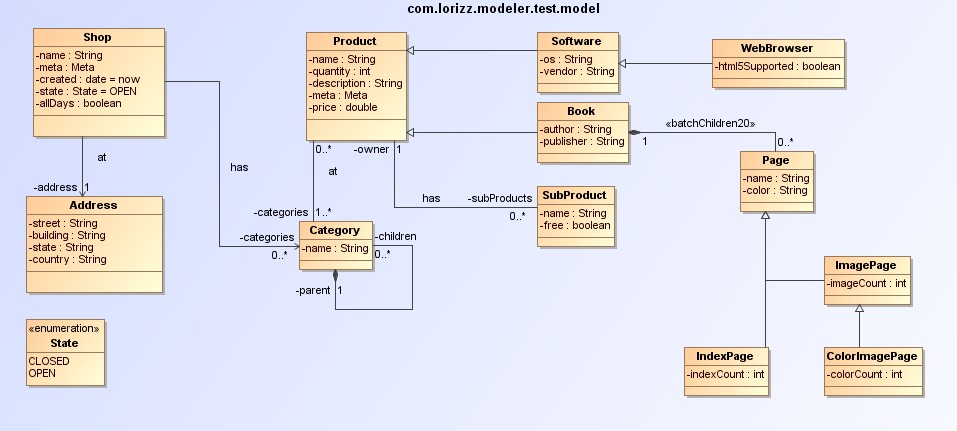 com.lorizz.modeler.test.model
Shop
-name : String
-meta : Meta
-created : date = now
-state : State = OPEN
-allDays : boolean
Product
-name : String
-quantity : int
-description : String
-meta : Meta
-price : double
Software
-os : String
-vendor : String
WebBrowser
-html5Supported : boolean
Book
-author : String
-publisher : String
1
«batchChildren20»
0..*
Page
-name : String
-color : String
at
-address
1
has
0..*
at
-categories
1..*
-owner
1
has
-subProducts
0..*
SubProduct
-name : String
-free : boolean
Address
-street : String
-building : String
-state : String
-country : String
-categories
0..*
Category
-name : String
-children
0..*
-parent
1
ImagePage
-imageCount : int
«enumeration»
State
CLOSED
OPEN
IndexPage
-indexCount : int
ColorImagePage
-colorCount : int